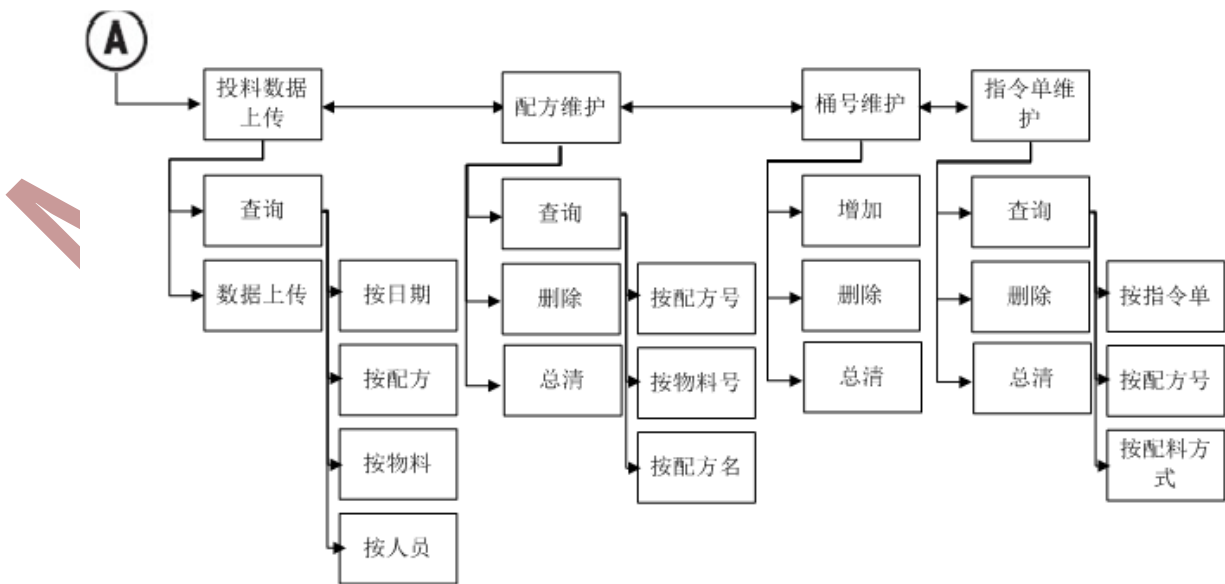 A
投料数据
上传
配方维护
桶号维护
指令单维
护
查询
数据上传
按日期
按配方
按物料
按人员
查询
删除
总清
按配方号
按物料号
按配方名
增加
删除
总清
查询
删除
总清
按指令单
按配方号
按配料方
式